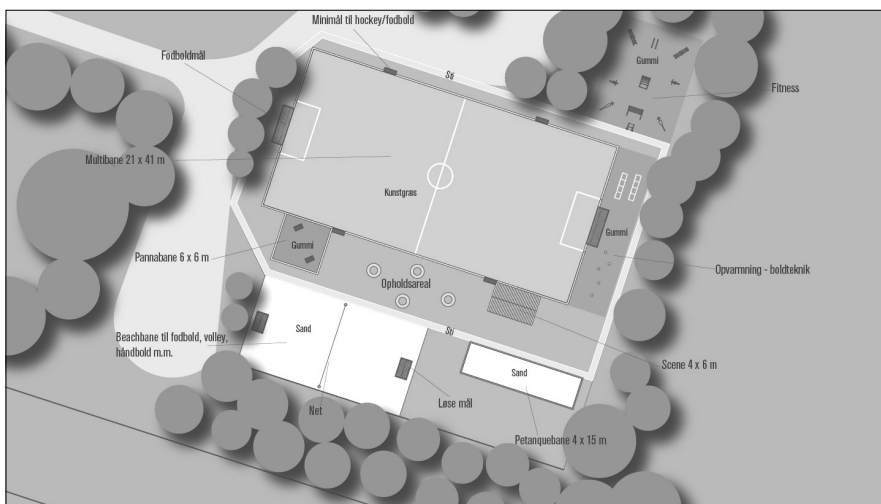 Minimål til hockey/fodbold
Fodboldmål
Sti
Gummi
Fitness
Multibane 21 x 41 m
Kunstgræs
Gummi
Gummi
Pannabane 6 x 6 m
Opvarmning - boldteknik
Opholdsareal
Sand
Sti
Beachbane til fodbold, volley,
håndbold m.m.
Scene 4 x 6 m
Sand
Løse mål
Net
Petanquebane 4 x 15 m